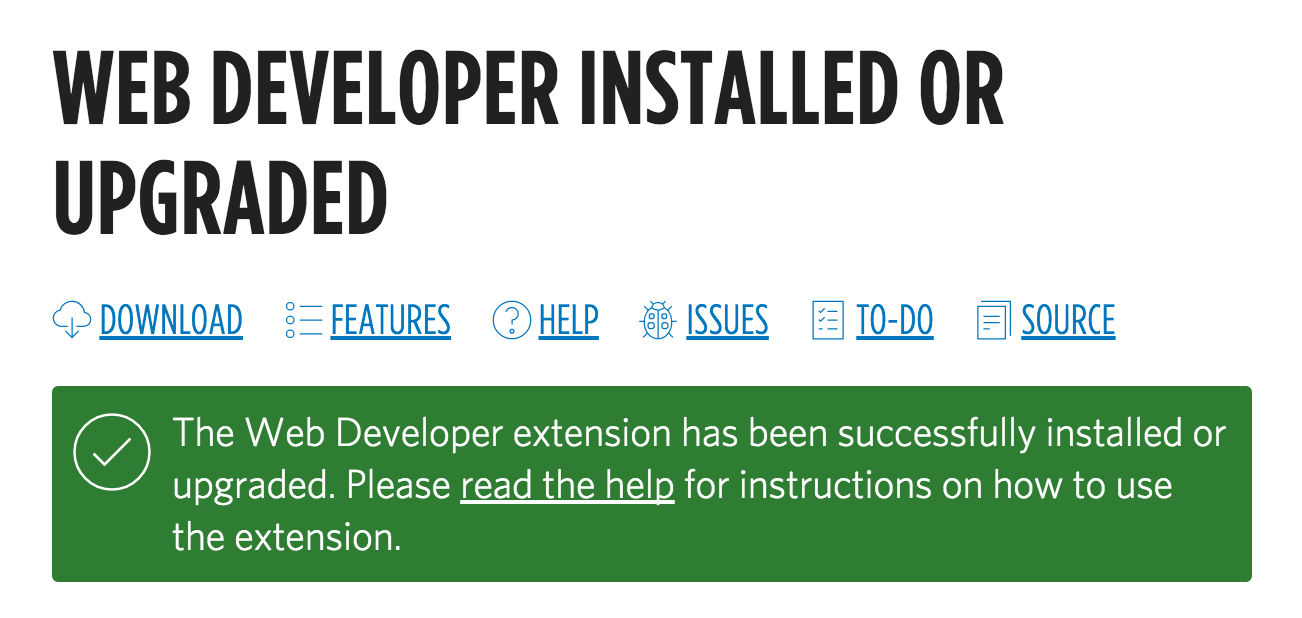 WEB DEVELOPER INSTALLED OR
UPGRADED
DOWNLOAD FEATURES HELP ISSUES TO-DO SOURCE
The Web Developer extension has been successfully installed or
upgraded. Please read the help for instructions on how to use
the extension.